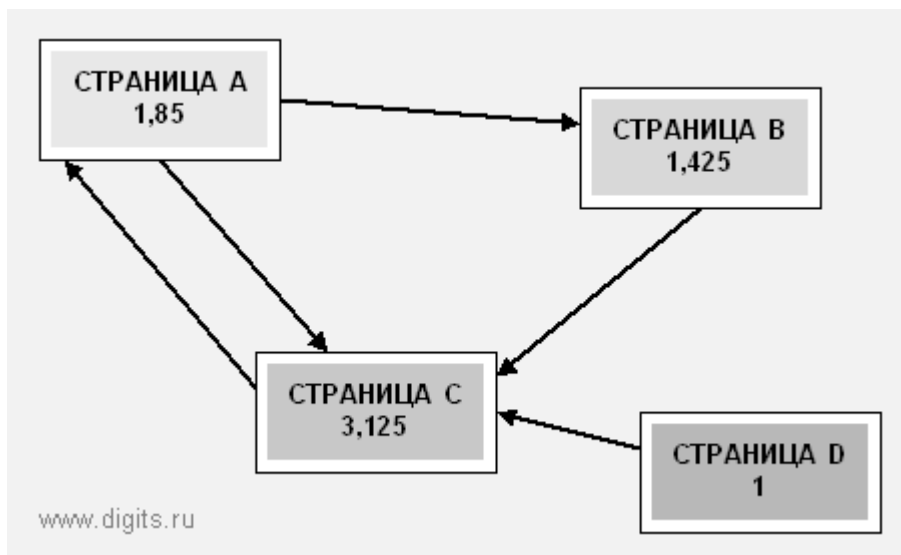 СТРАНИЦА A
1,85
СТРАНИЦА B
1,425
СТРАНИЦА C
3,125
СТРАНИЦА D
1
www.digits.ru